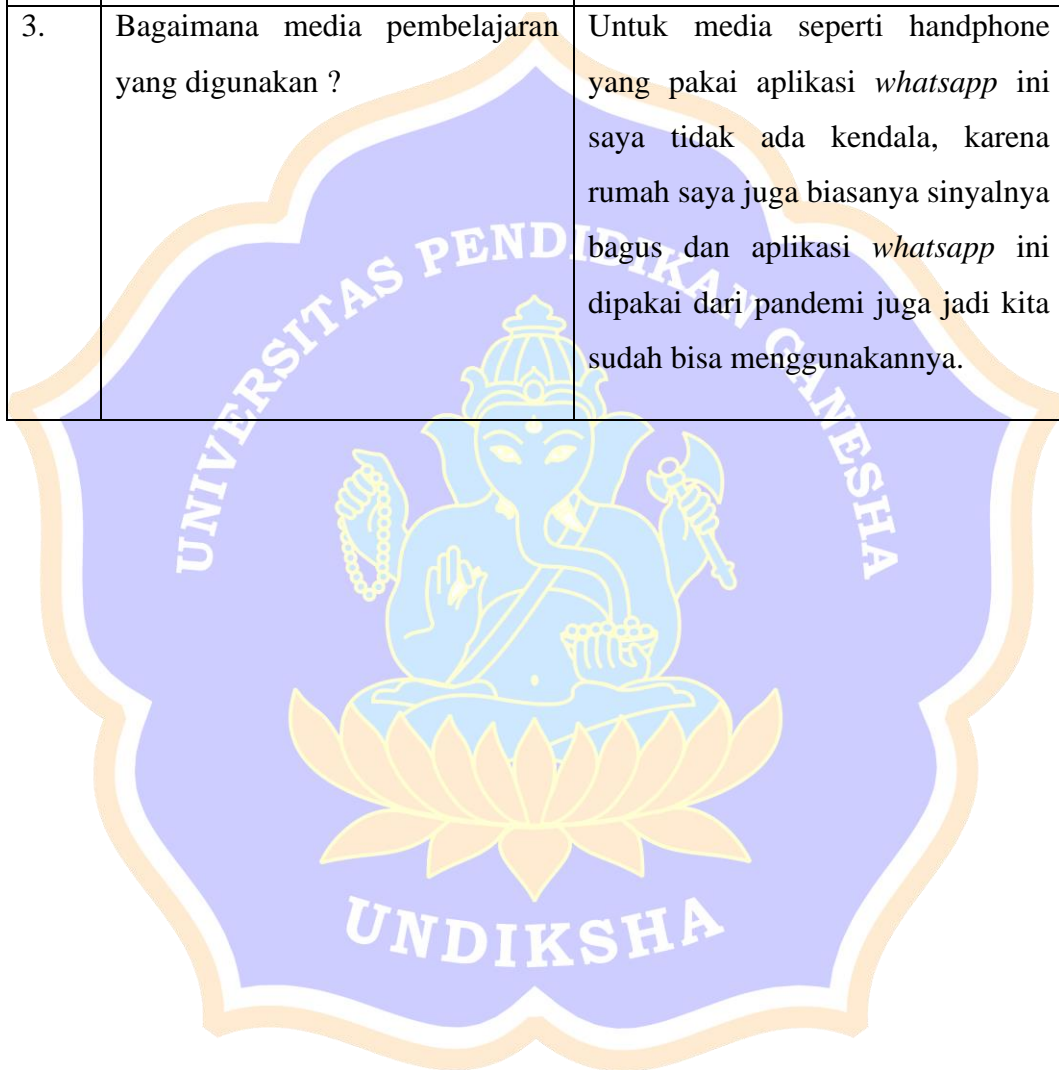 3. Bagaimana media pembelajaran Untuk media seperti handphone
yang digunakan ? yang pakai aplikasi whatsapp ini
saya tidak ada kendala, karena
rumah saya juga biasanya sinyalnya
bagus dan aplikasi whatsapp ini
dipakai dari pandemi juga jadi kita
sudah bisa menggunakannya.
UNIVERSITAS PENDIDIKAN GANESHA
UNDIKSHA